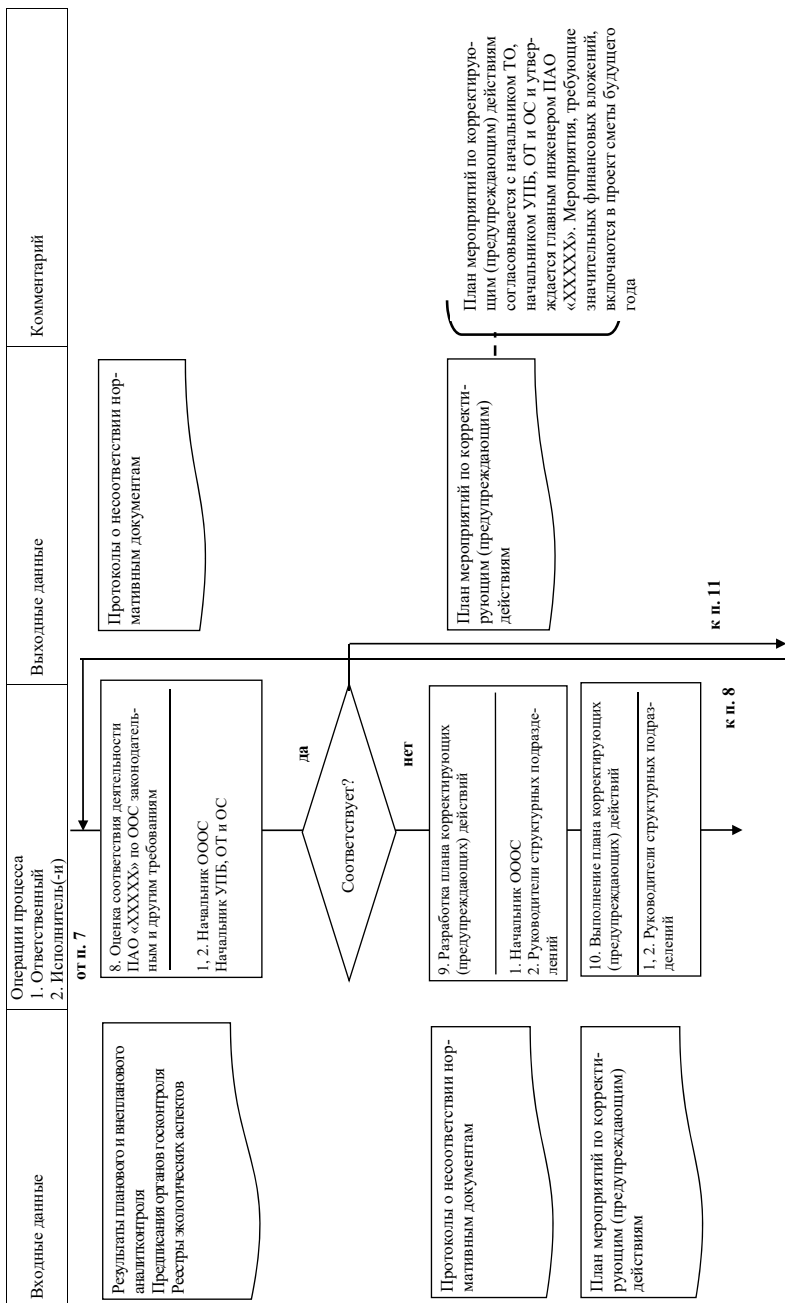 Входные данные
Операции процесса
1. Ответственный
2. Исполнитель(-и)
Выходные данные
Комментарий
от п. 7
Результаты планового и внепланового
аналитконтроля
Предписания органов госконтроля
Реестры экологических аспектов
8. Оценка соответствия деятельности
ПАО «ХХХХХ» по ООС законодатель-
ным и другим требованиям
1, 2. Начальник ОООС
Начальник УПБ, ОТ и ОС
Протоколы о несоответствии нор-
мативным документам
Соответствует?
да
нет
Протоколы о несоответствии нор-
мативным документам
9. Разработка плана корректирующих
(предупреждающих) действий
1. Начальник ОООС
2. Руководители структурных подразде-
лений
План мероприятий по корректи-
рующим (предупреждающим)
действиям
План мероприятий по корректирую-
щим (предупреждающим) действиям
согласовывается с начальником ТО,
начальником УПБ, ОТ и ОС и утвер-
ждается главным инженером ПАО
«ХХХХХ». Мероприятия, требующие
значительных финансовых вложений,
включаются в проект сметы будущего
года
План мероприятий по корректи-
рующим (предупреждающим)
действиям
10. Выполнение плана корректирующих
(предупреждающих) действий
1, 2. Руководители структурных подраз-
делений
к п. 8
к п. 11